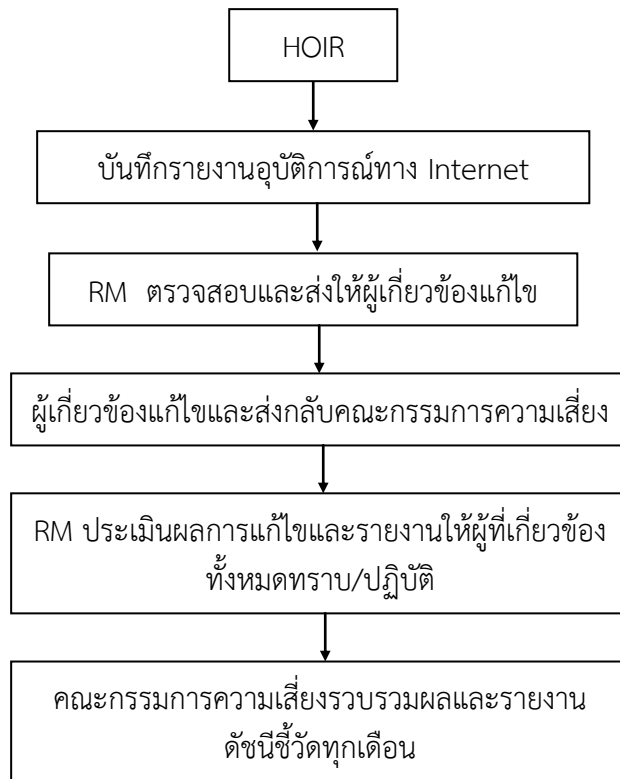 HOIR
บันทึกรายงานอุบัติการณ์ทาง Internet
RM ตรวจสอบและส่งให้ผู้เกี่ยวข้องแก้ไข
ผู้เกี่ยวข้องแก้ไขและส่งกลับคณะกรรมการความเสี่ยง
RM ประเมินผลการแก้ไขและรายงานให้ผู้ที่เกี่ยวข้อง
ทั้งหมดทราบ/ปฏิบัติ
คณะกรรมการความเสี่ยงรวบรวมผลและรายงาน
ดัชนีชี้วัดทุกเดือน